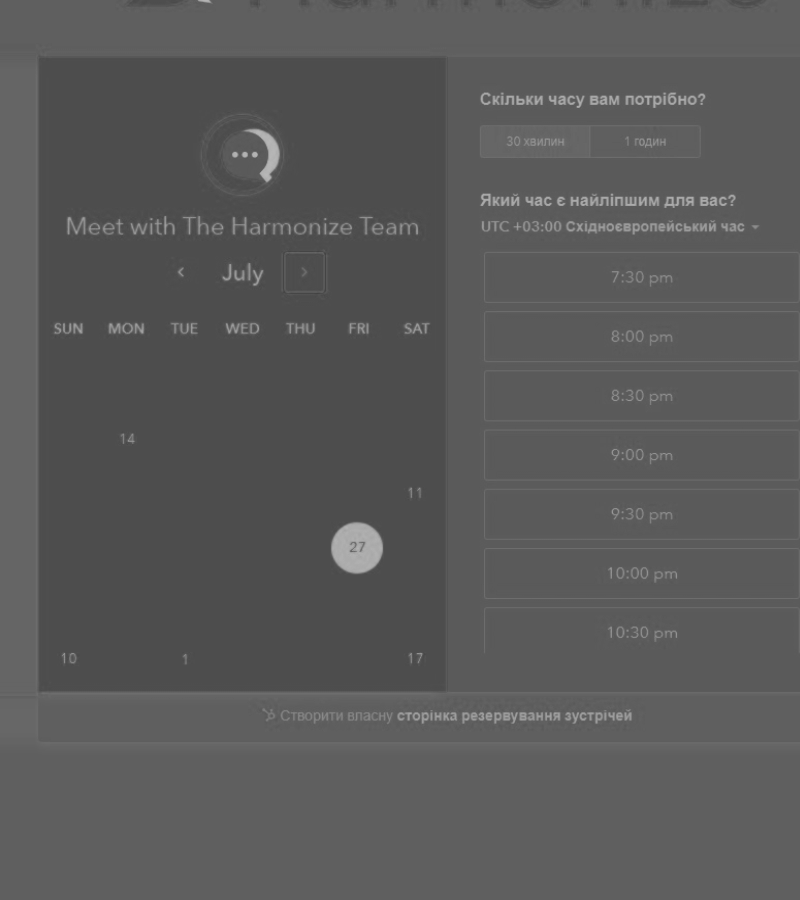 Meet with The Harmonize Team
July
SUN MON TUE WED THU FRI SAT
14
11
27
10 1 17
Скільки часу вам потрібно?
30 хвилин 1 годин
Який час є найліпшим для вас?
UTC +03:00 Східноєвропейський час
7:30 pm
8:00 pm
8:30 pm
9:00 pm
9:30 pm
10:00 pm
10:30 pm
Створити власну сторінка резервування зустрічей